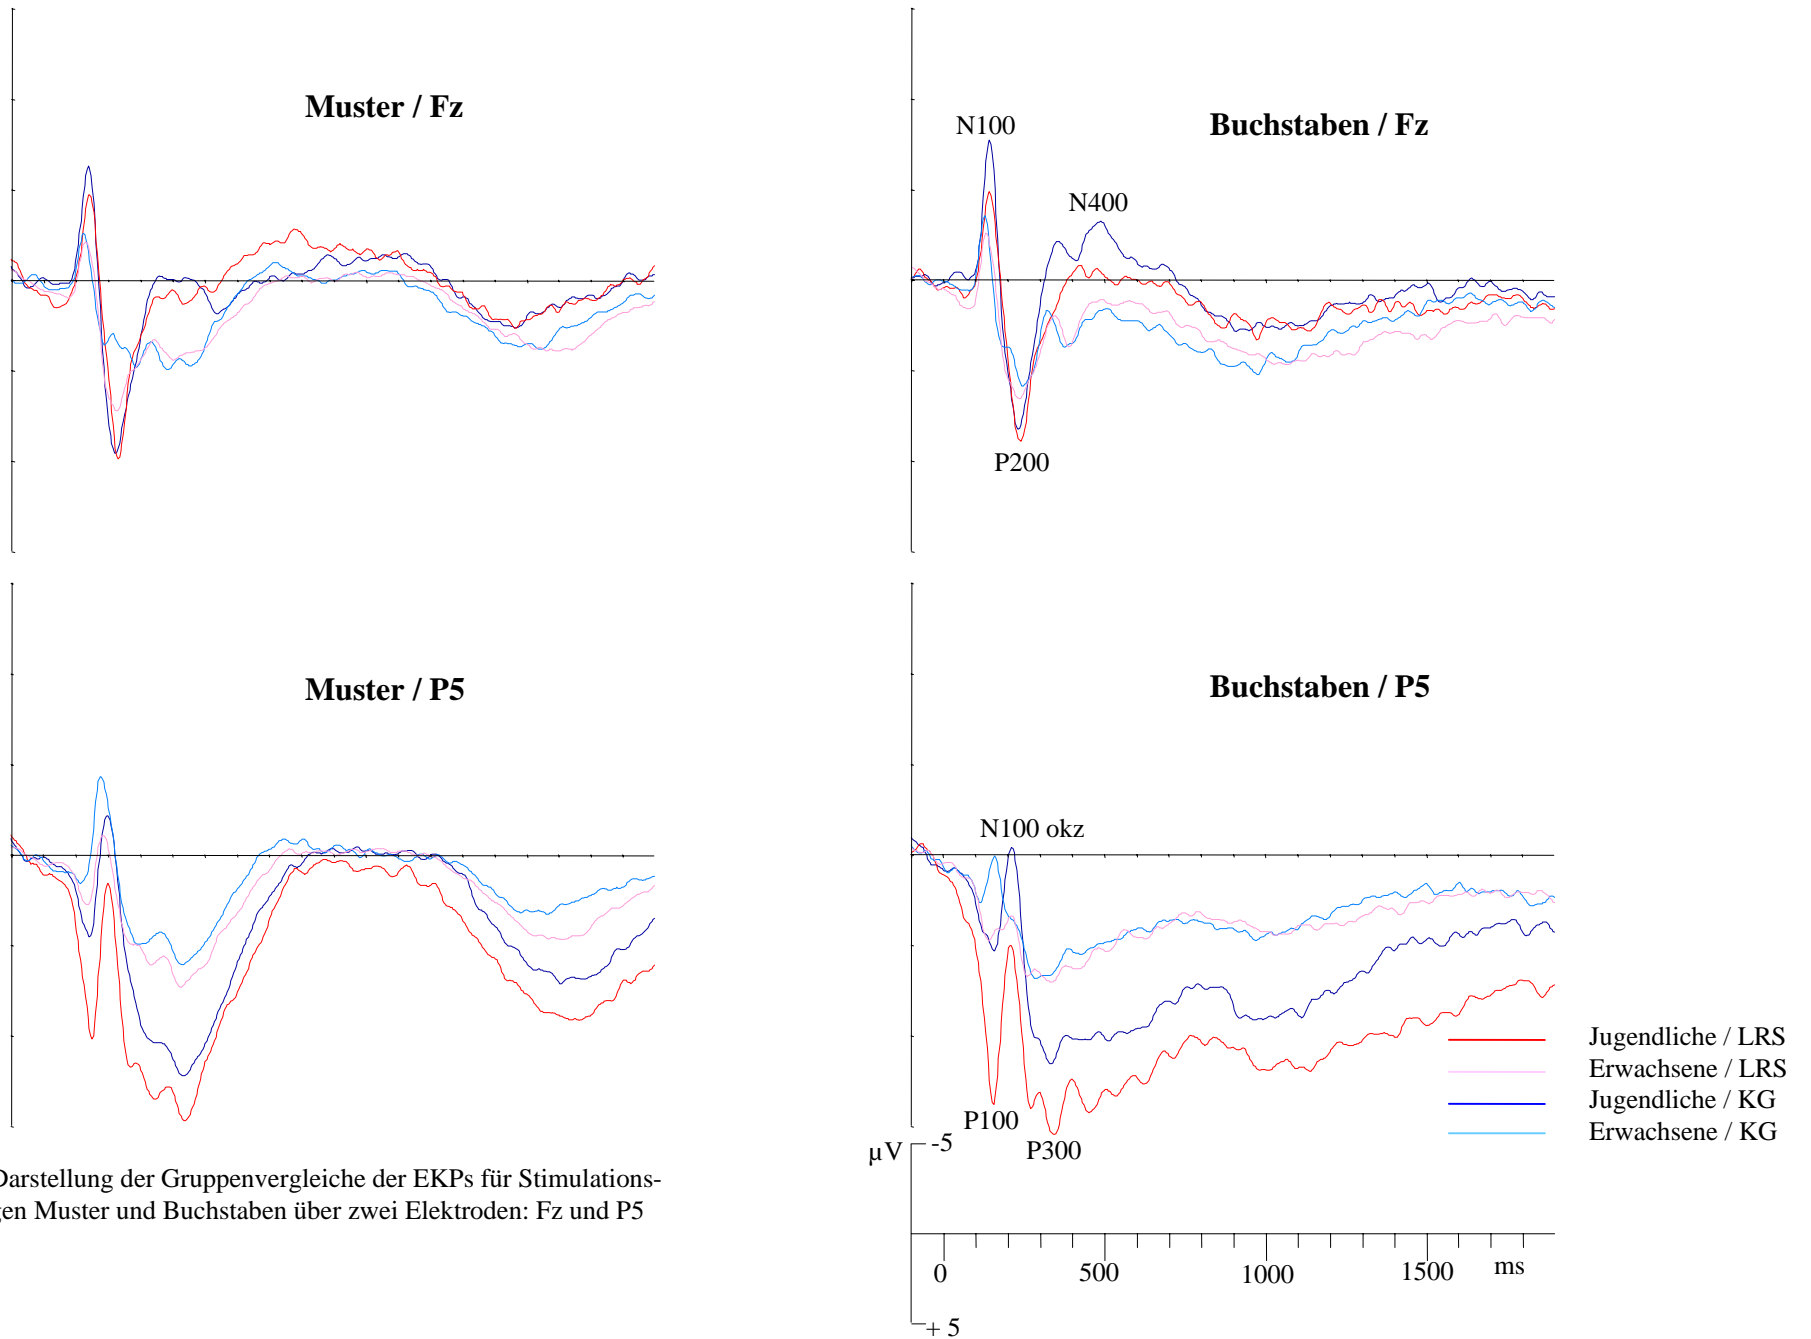 Muster / Fz
Buchstaben / Fz
N100
N400
P200
Muster / P5
Buchstaben / P5
N100 okz
P100
P300
Jugendliche / LRS
Erwachsene / LRS
Jugendliche / KG
Erwachsene / KG
µV
-5
0
500
1000
1500
ms
+ 5
Darstellung der Gruppenvergleiche der EKPs für Stimulations-
Muster und Buchstaben über zwei Elektroden: Fz und P5